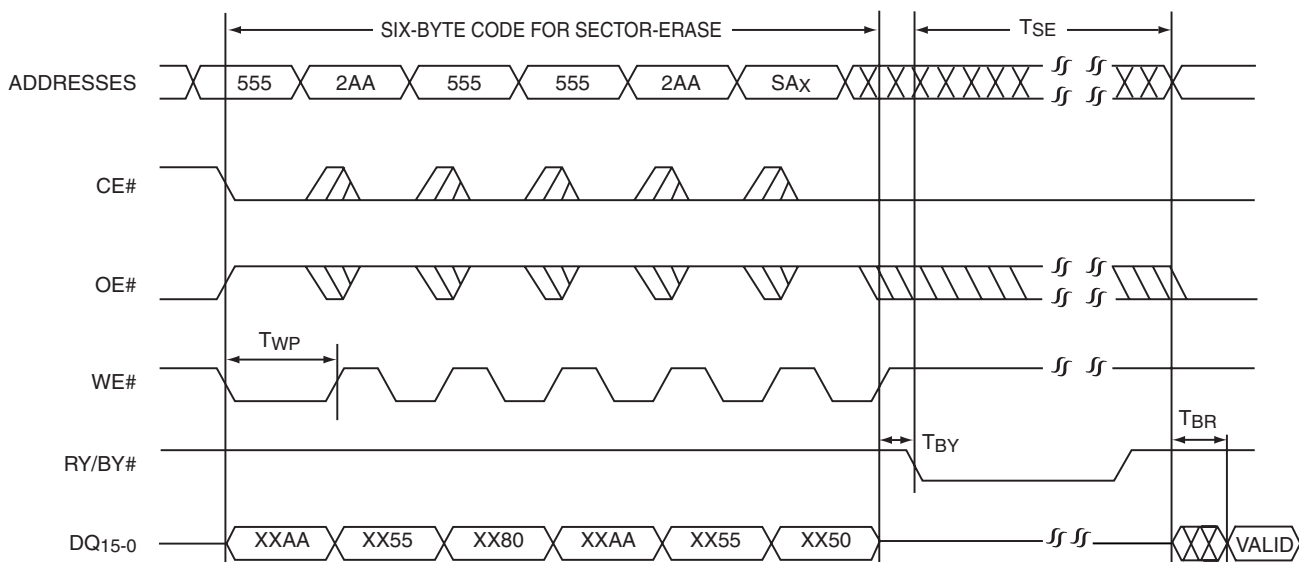 SIX-BYTE CODE FOR SECTOR-ERASE TSE
ADDRESSES 555 2AA 555 555 2AA SAX
CE#
OE#
TWP
WE#
TBR
TBY
RY/BY#
DQ15-0 XXAA XX55 XX80 XXAA XX55 XX50 VALID